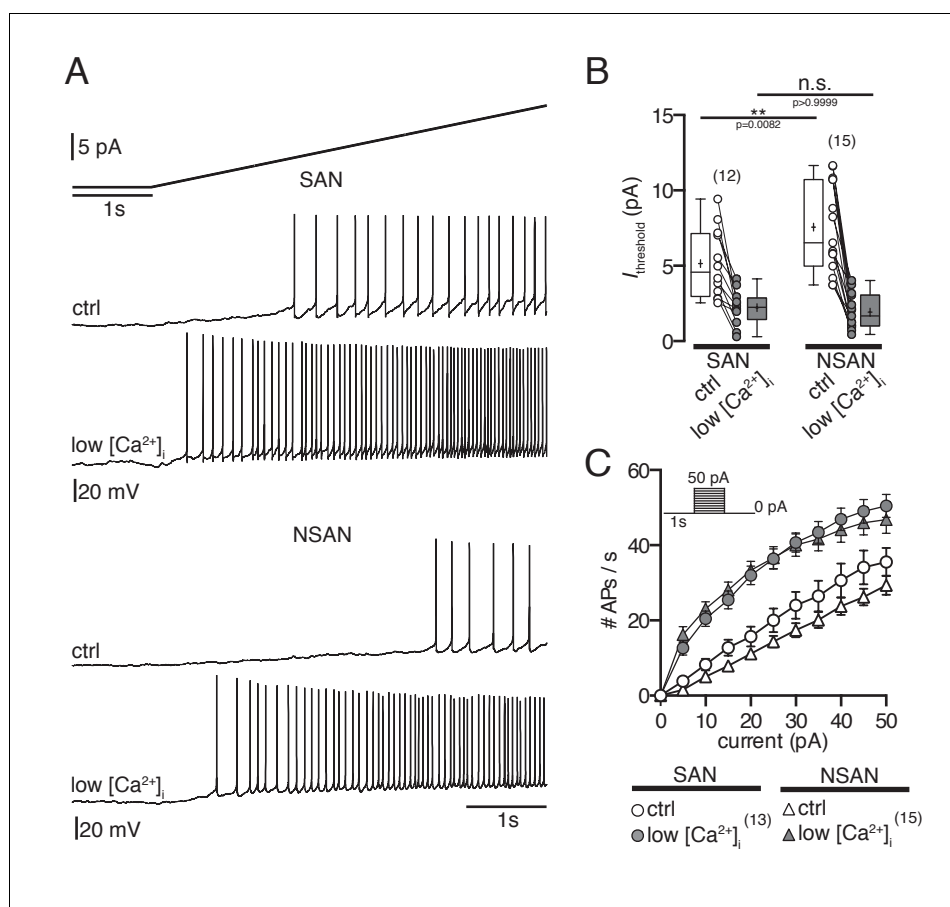 A
5 pA
1s
SAN
ctrl
low [Ca²⁺]ᵢ
20 mV
NSAN
ctrl
low [Ca²⁺]ᵢ
20 mV
1s
B
n.s.
p>0.9999
**
p=0.0082
(12)
(15)
15
10
5
0
Ithreshold (pA)
SAN
NSAN
ctrl
low [Ca²⁺]ᵢ
ctrl
low [Ca²⁺]ᵢ
C
60
40
20
0
# APs / s
50 pA
0 pA
1s
0 10 20 30 40 50
current (pA)
SAN NSAN
ctrl ctrl
low [Ca²⁺]ᵢ (13) low [Ca²⁺]ᵢ (15)